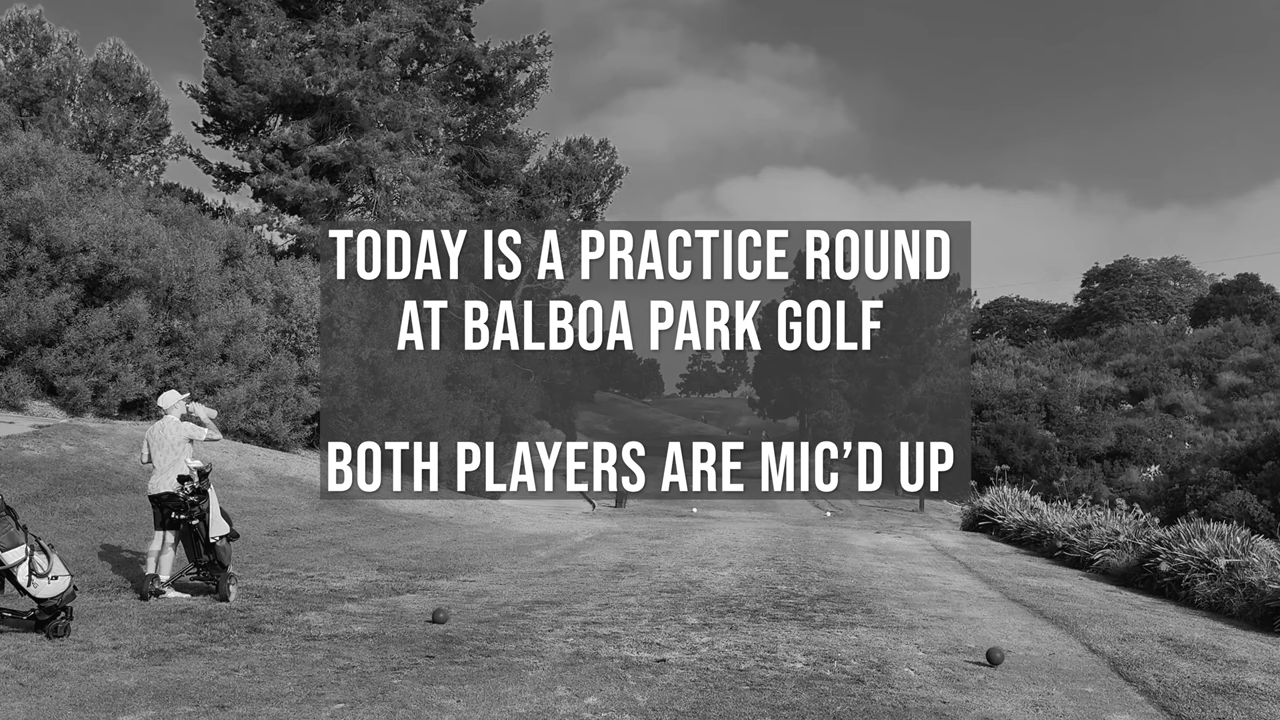 TODAY IS A PRACTICE ROUND
AT BALBOA PARK GOLF
BOTH PLAYERS ARE MIC’D UP